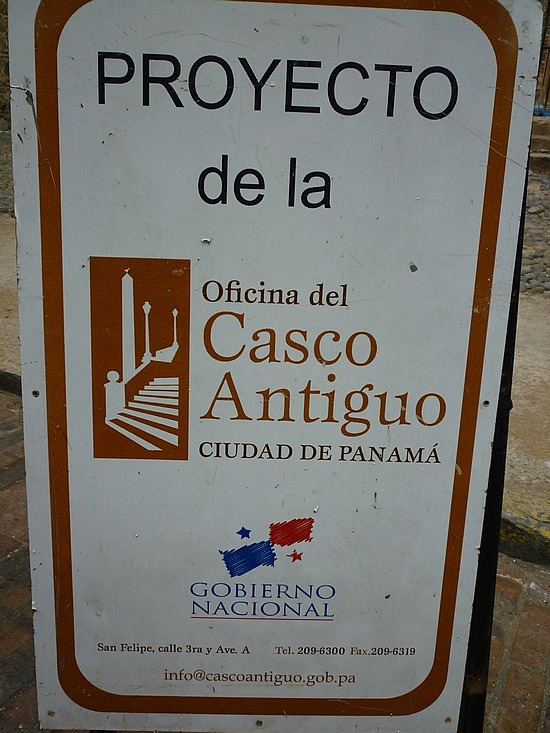 PROYECTO
de la
Oficina del
Casco
Antiguo
CIUDAD DE PANAMÁ
GOBIERNO
NACIONAL
San Felipe, calle 3ra y Ave. A Tel. 209-6300 Fax.209-6319
info@cascoantiguo.gob.pa